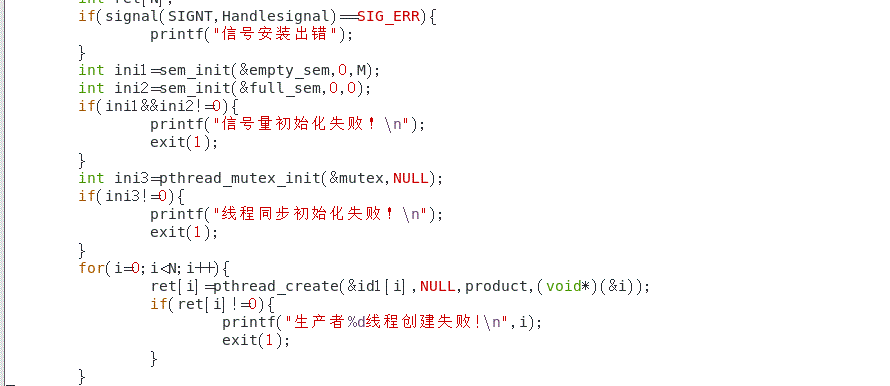 int ret[N];
if(signal(SIGNT,Handlesignal)==SIG_ERR){
printf("信号安装出错");
}
int ini1=sem_init(&empty_sem,0,M);
int ini2=sem_init(&full_sem,0,0);
if(ini1&&ini2!=0){
printf("信号量初始化失败！\n");
exit(1);
}
int ini3=pthread_mutex_init(&mutex,NULL);
if(ini3!=0){
printf("线程同步初始化失败！\n");
exit(1);
}
for(i=0;i<N;i++){
ret[i]=pthread_create(&id1[i],NULL,product,(void*)(&i));
if(ret[i]!=0){
printf("生产者%d线程创建失败!\n",i);
exit(1);
}
}